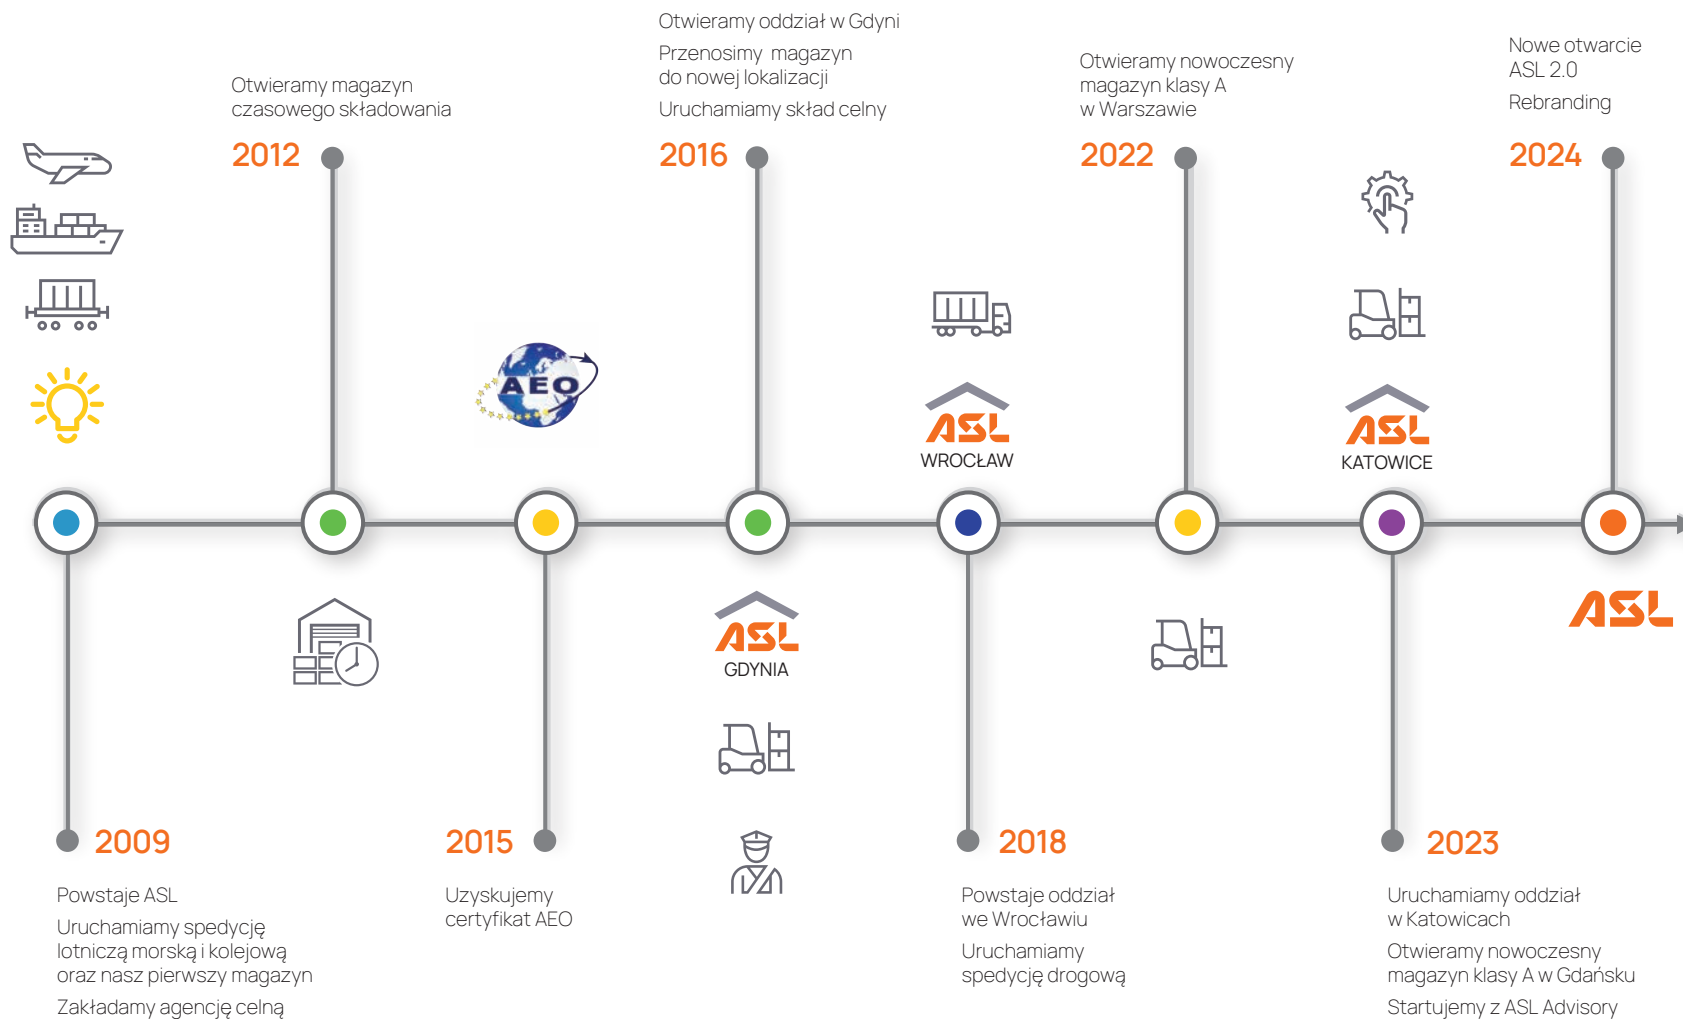 Powstaje ASL
Uruchamiamy spedycję
lotniczą morską i kolejową
oraz nasz pierwszy magazyn
Zakładamy agencję celną
2009
Otwieramy magazyn
czasowego składowania
2012
AEO
2015
Uzyskujemy
certyfikat AEO
Otwieramy oddział w Gdyni
Przenosimy magazyn
do nowej lokalizacji
Uruchamiamy skład celny
2016
ASL
GDYNIA
ASL
WROCŁAW
2018
Powstaje oddział
we Wrocławiu
Uruchamiamy
spedycję drogową
Otwieramy nowoczesny
magazyn klasy A
w Warszawie
2022
ASL
KATOWICE
2023
Uruchamiamy oddział
w Katowicach
Otwieramy nowoczesny
magazyn klasy A w Gdańsku
Startujemy z ASL Advisory
Nowe otwarcie
ASL 2.0
Rebranding
2024
ASL